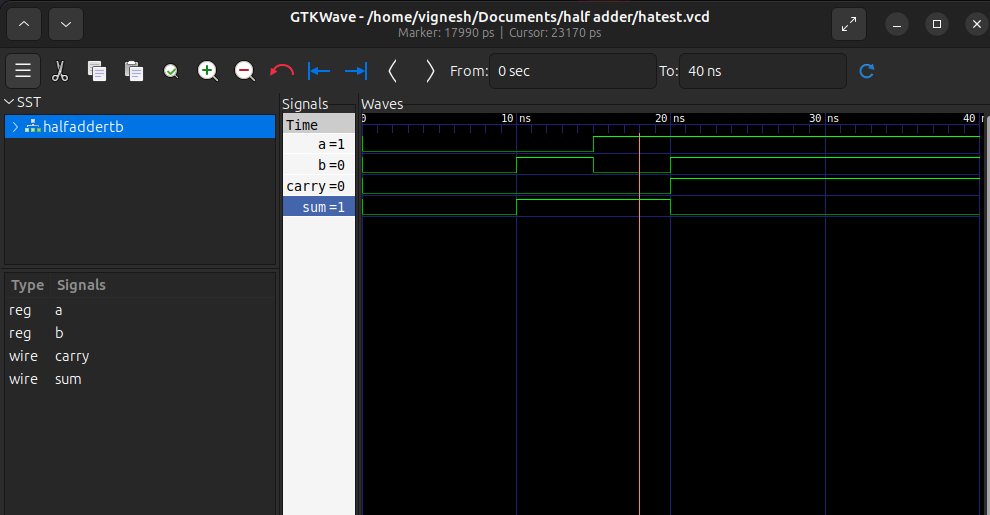 GTKWave - /home/vignesh/Documents/half adder/hatest.vcd
Marker: 17990 ps | Cursor: 23170 ps
From: 0 sec To: 40 ns
SST
halfaddertb
Type Signals
reg a
reg b
wire carry
wire sum
Signals
Time
a=1
b=0
carry=0
sum=1
Waves
0 10 ns 20 ns 30 ns 40